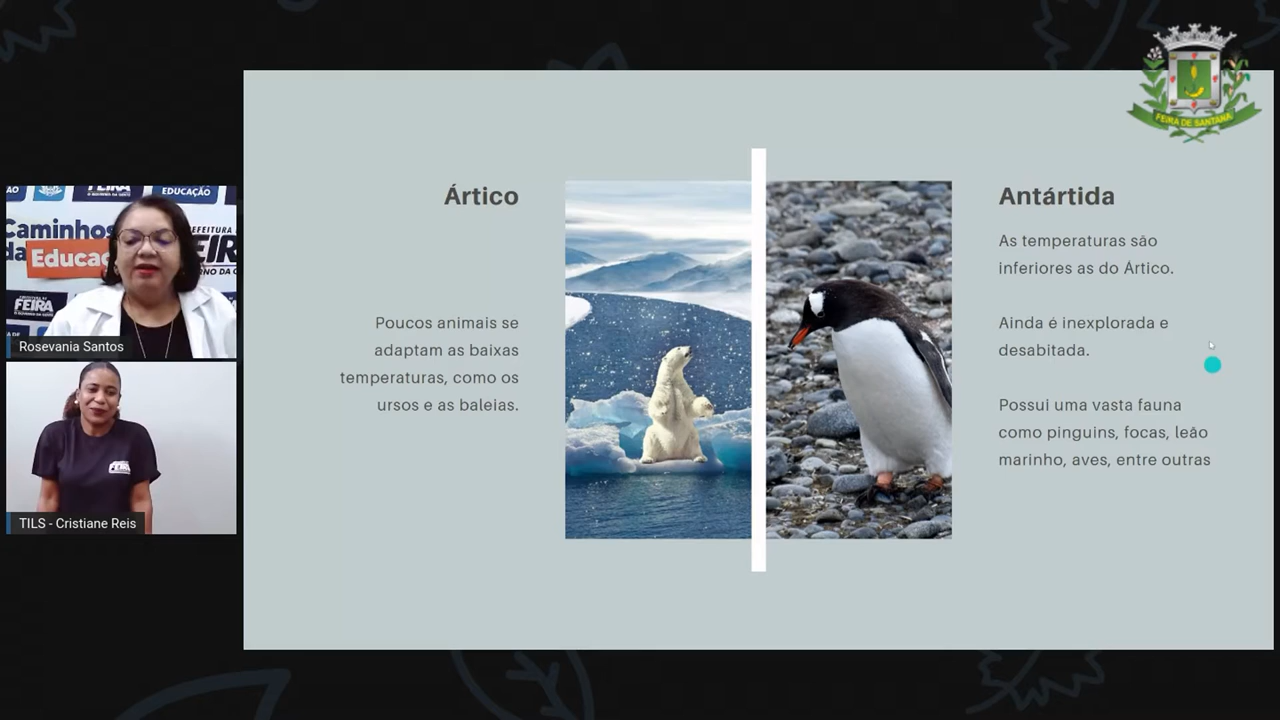 FEIRA DE SANTANA
EDUCAÇÃO
Caminhos
da Educaç
FEIRA
Rosevania Santos
TILS - Cristiane Reis
Ártico
Poucos animais se
adaptam as baixas
temperaturas, como os
ursos e as baleias.
Antártida
As temperaturas são
inferiores as do Ártico.
Ainda é inexplorada e
desabitada.
Possui uma vasta fauna
como pinguins, focas, leão
marinho, aves, entre outras